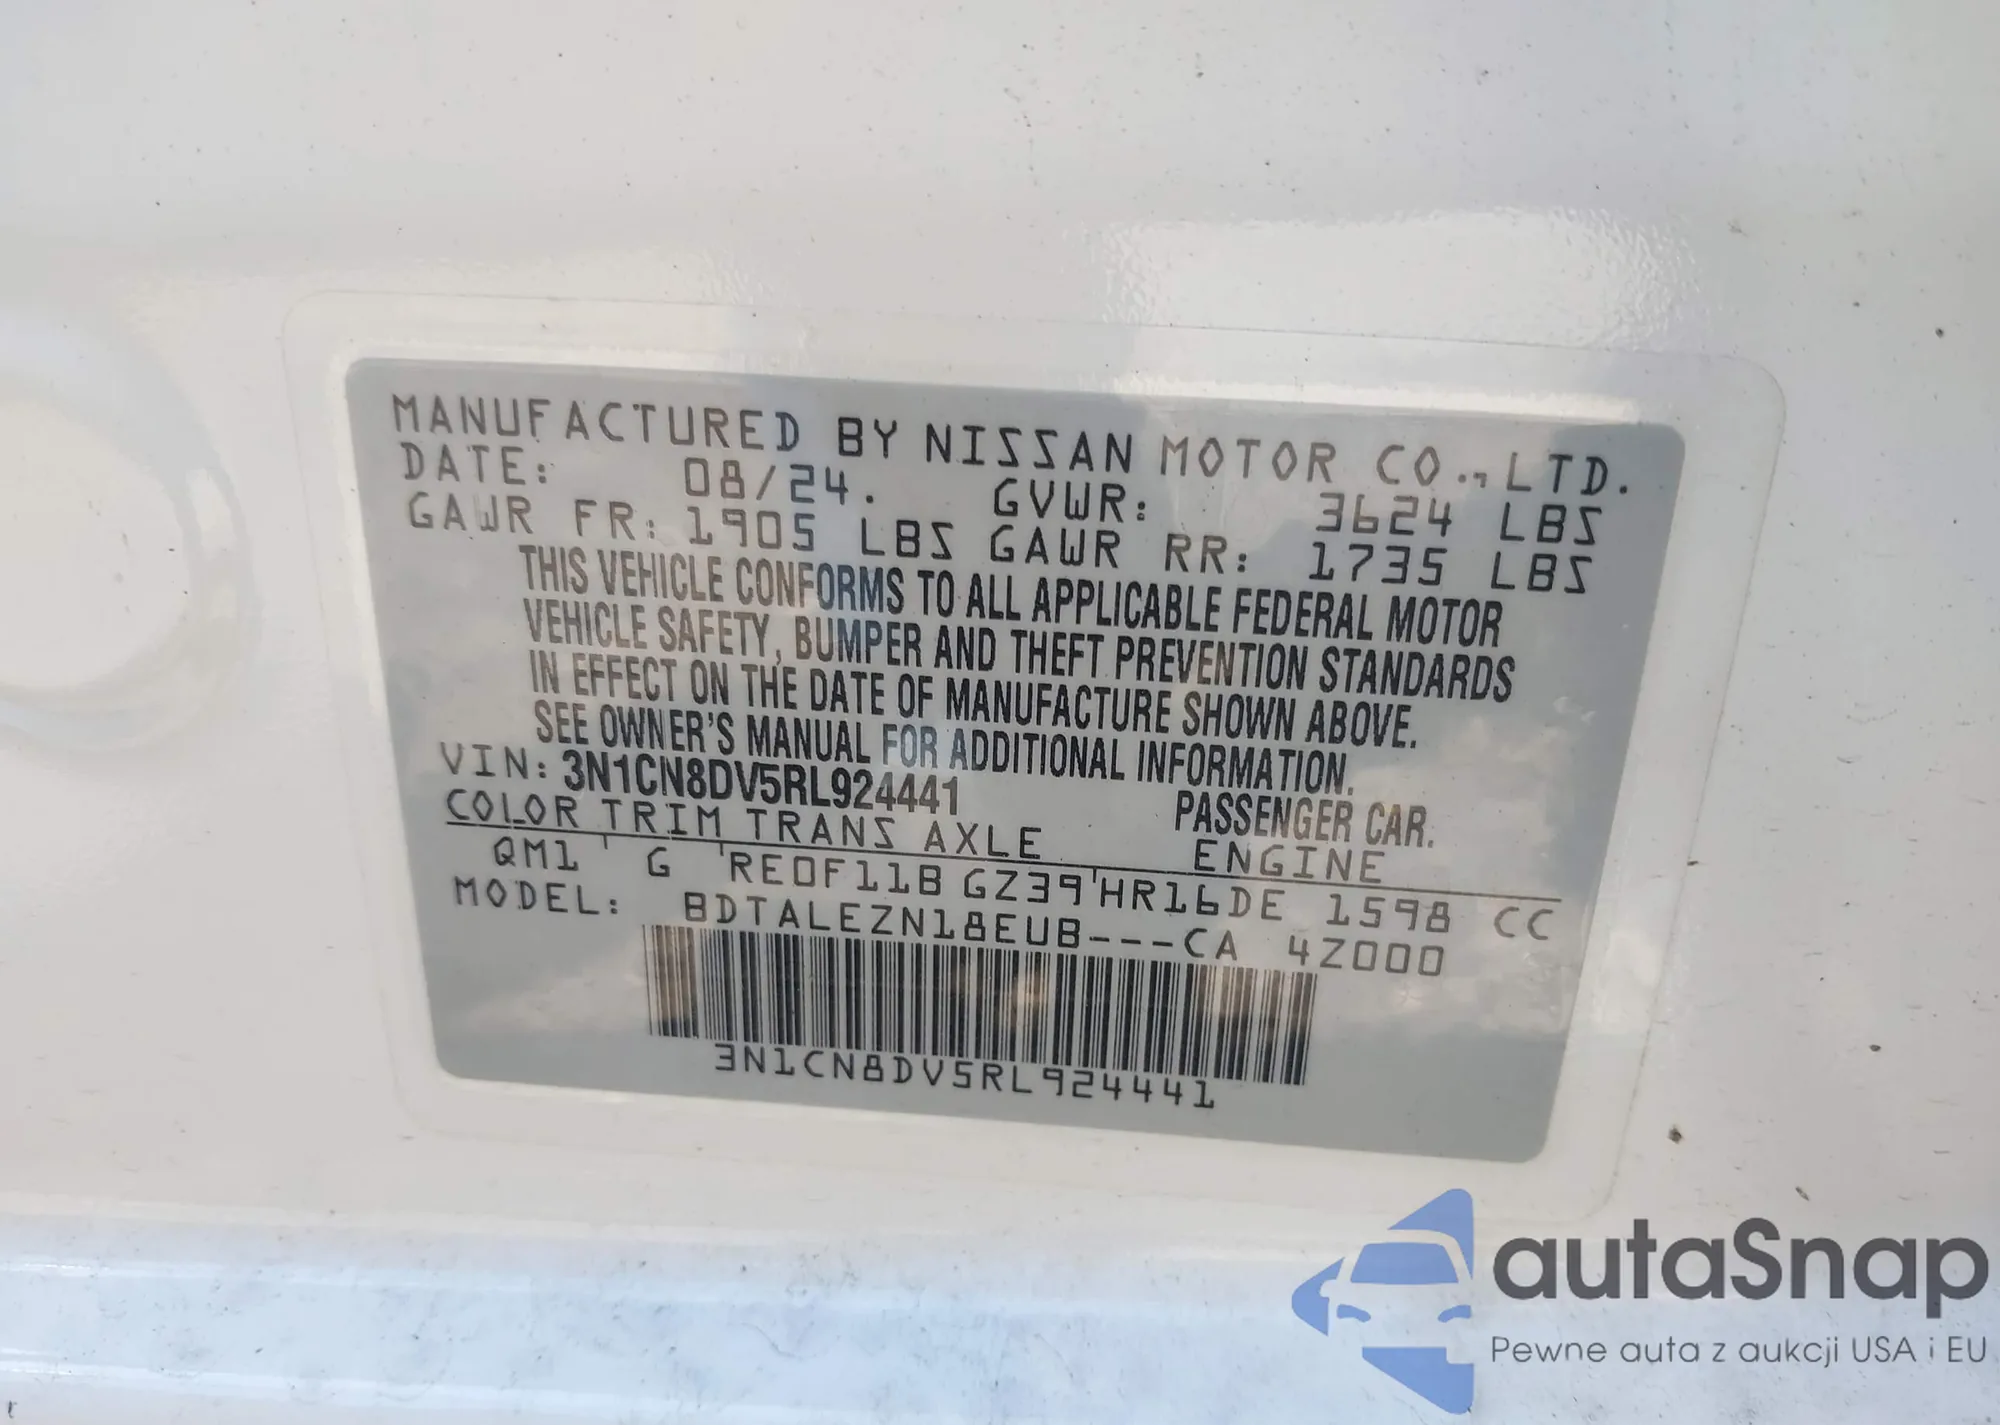 MANUFACTURED BY NISSAN MOTOR CO., LTD.
DATE: 08/24. GVWR: 3624 LBS
GAWR FR: 1905 LBS GAWR RR: 1735 LBS
THIS VEHICLE CONFORMS TO ALL APPLICABLE FEDERAL MOTOR
VEHICLE SAFETY, BUMPER AND THEFT PREVENTION STANDARDS
IN EFFECT ON THE DATE OF MANUFACTURE SHOWN ABOVE.
SEE OWNER'S MANUAL FOR ADDITIONAL INFORMATION.
VIN: 3N1CN8DV5RL924441 PASSENGER CAR.
COLOR TRIM TRANS AXLE ENGINE
QM1 G RE0F11B GZ39 HR16DE 1598 CC
MODEL: BDTALEZN18EUB---CA 4Z000
3N1CN8DV5RL924441
autaSnap
Pewne auta z aukcji USA i EU